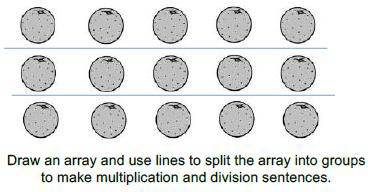 Draw an array and use lines to split the array into groups
to make multiplication and division sentences.